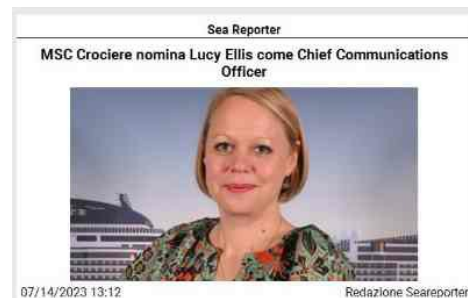 Sea Reporter
MSC Crociere nomina Lucy Ellis come Chief Communications
Officer
07/14/2023 13:12
Redazione Seareporter